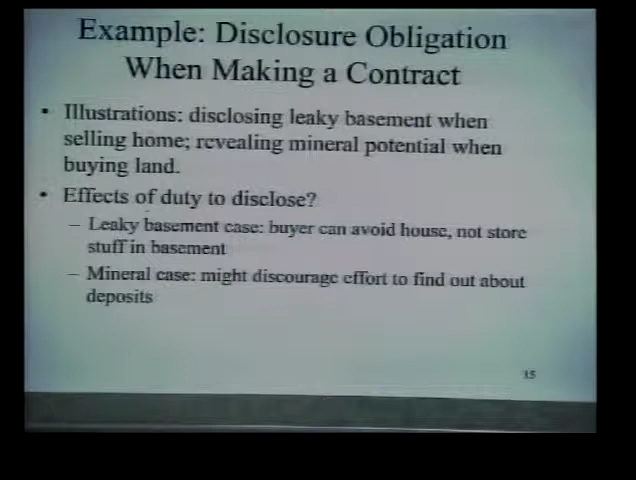 Example: Disclosure Obligation
When Making a Contract
• Illustrations: disclosing leaky basement when
selling home; revealing mineral potential when
buying land.
• Effects of duty to disclose?
– Leaky basement case: buyer can avoid house, not store
stuff in basement
– Mineral case: might discourage effort to find out about
deposits
15